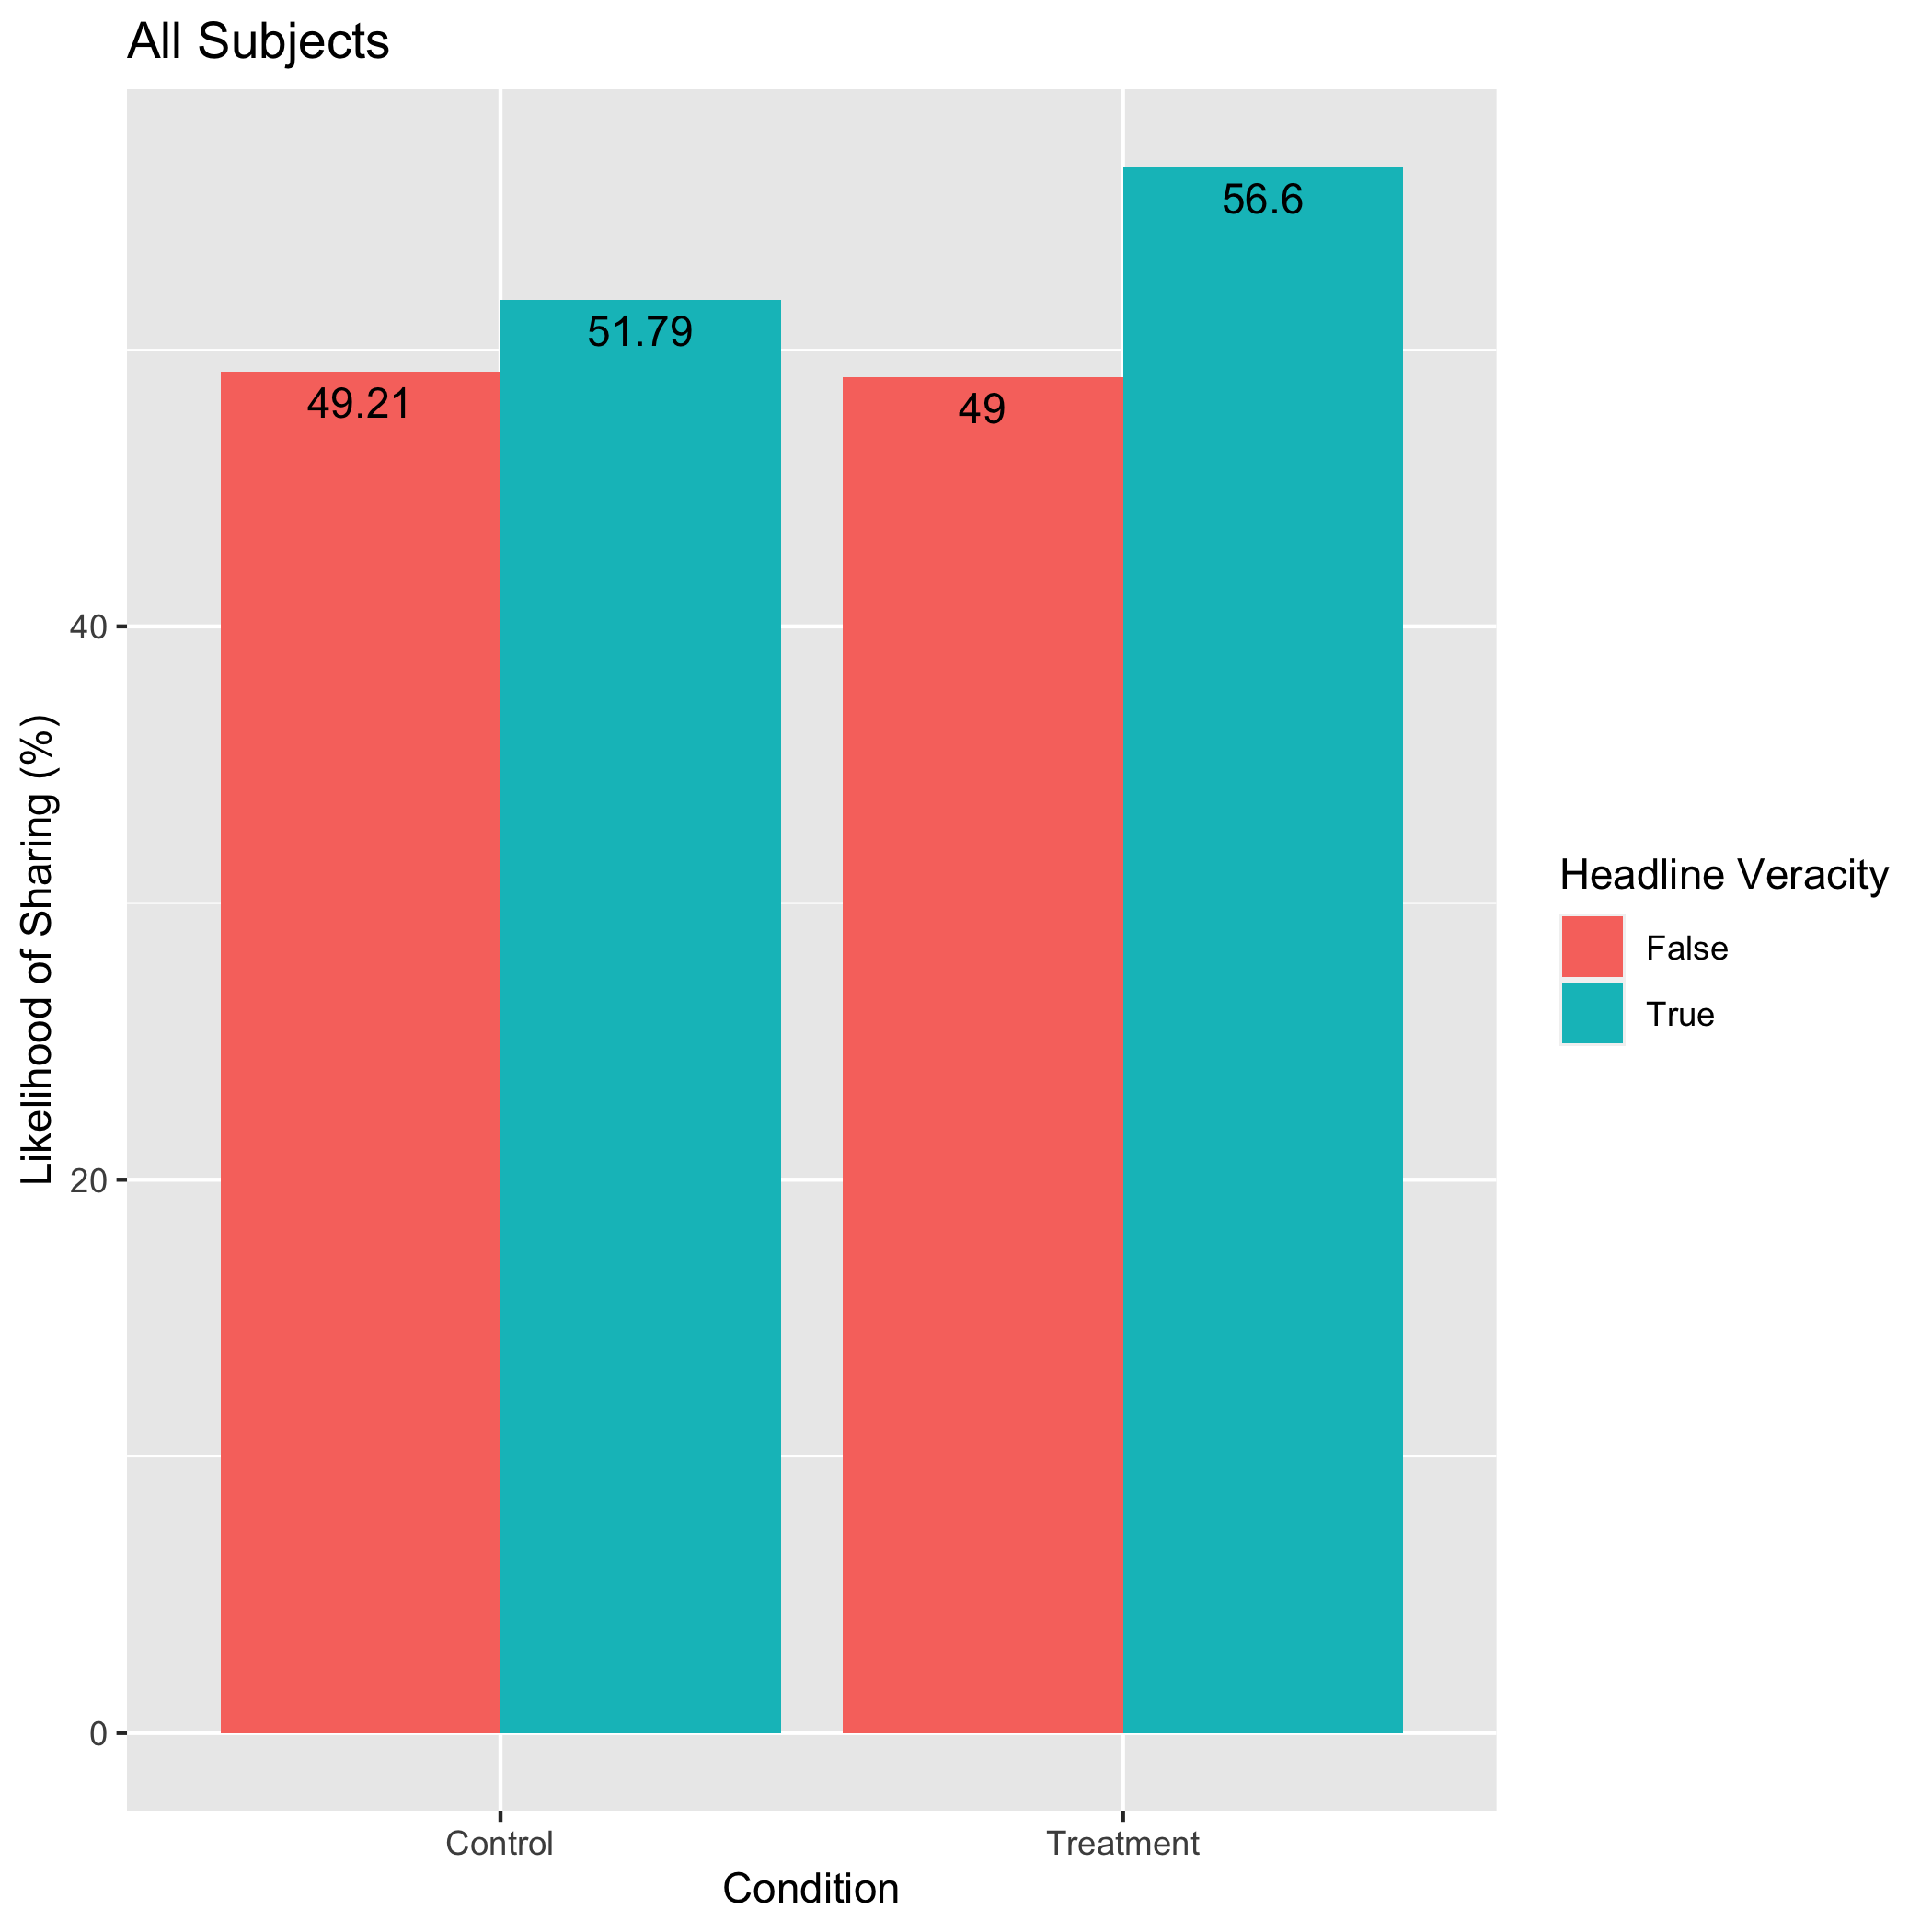 All Subjects
56.6
51.79
49.21
49
40
20
0
Likelihood of Sharing (%)
Headline Veracity
False
True
Control
Treatment
Condition